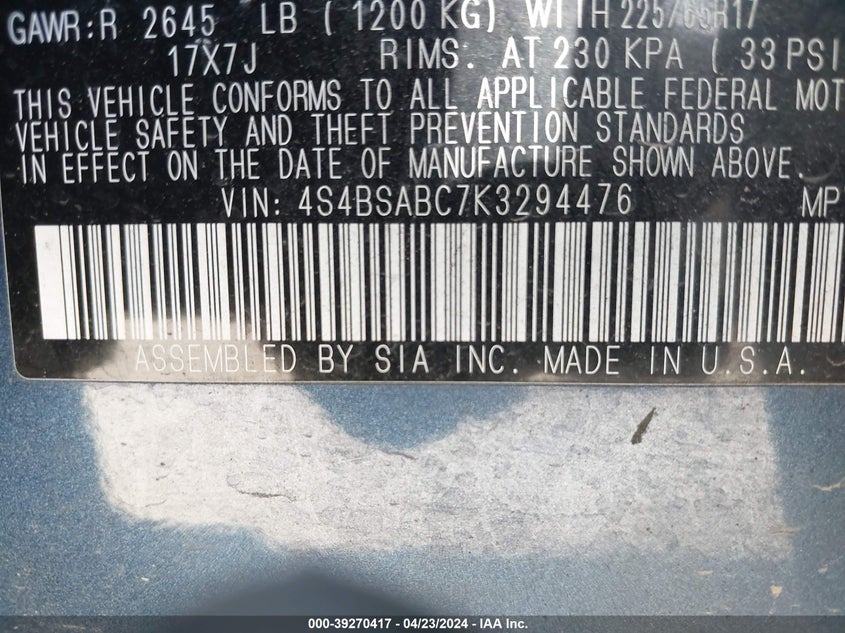 GAWR:R 2645 LB ( 1200 KG) WITH 225/65R17
17X7J RIMS. AT 230 KPA ( 33 PSI
THIS VEHICLE CONFORMS TO ALL APPLICABLE FEDERAL MOT
VEHICLE SAFETY AND THEFT PREVENTION STANDARDS
IN EFFECT ON THE DATE OF MANUFACTURE SHOWN ABOVE.
VIN: 4S4BSABC7K3294476 MP
ASSEMBLED BY SIA INC. MADE IN U.S.A.
000-39270417 - 04/23/2024 - IAA Inc.